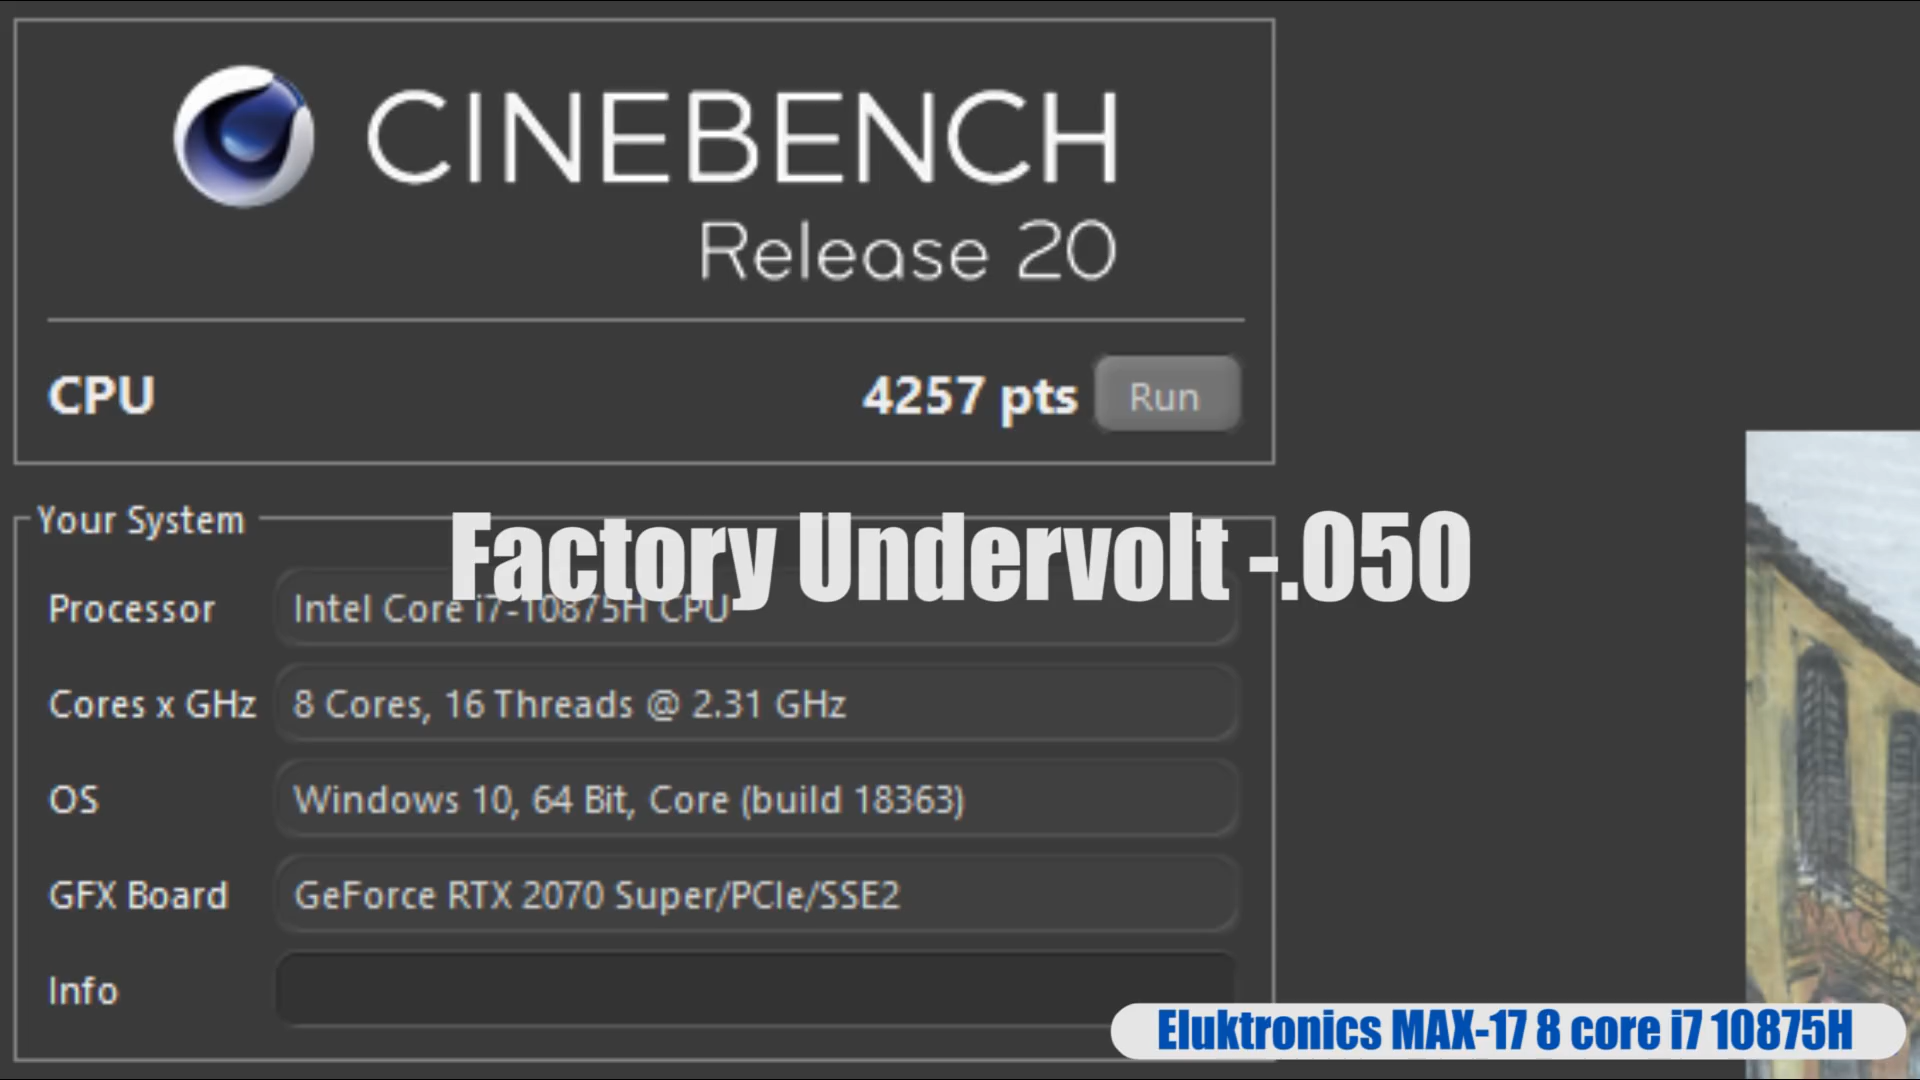 CINEBENCH
Release 20
CPU 4257 pts Run
Your System
Factory Undervolt -.050
Processor Intel Core i7-10875H CPU
Cores x GHz 8 Cores, 16 Threads @ 2.31 GHz
OS Windows 10, 64 Bit, Core (build 18363)
GFX Board GeForce RTX 2070 Super/PCIe/SSE2
Info
Eluktronics MAX-17 8 core i7 10875H